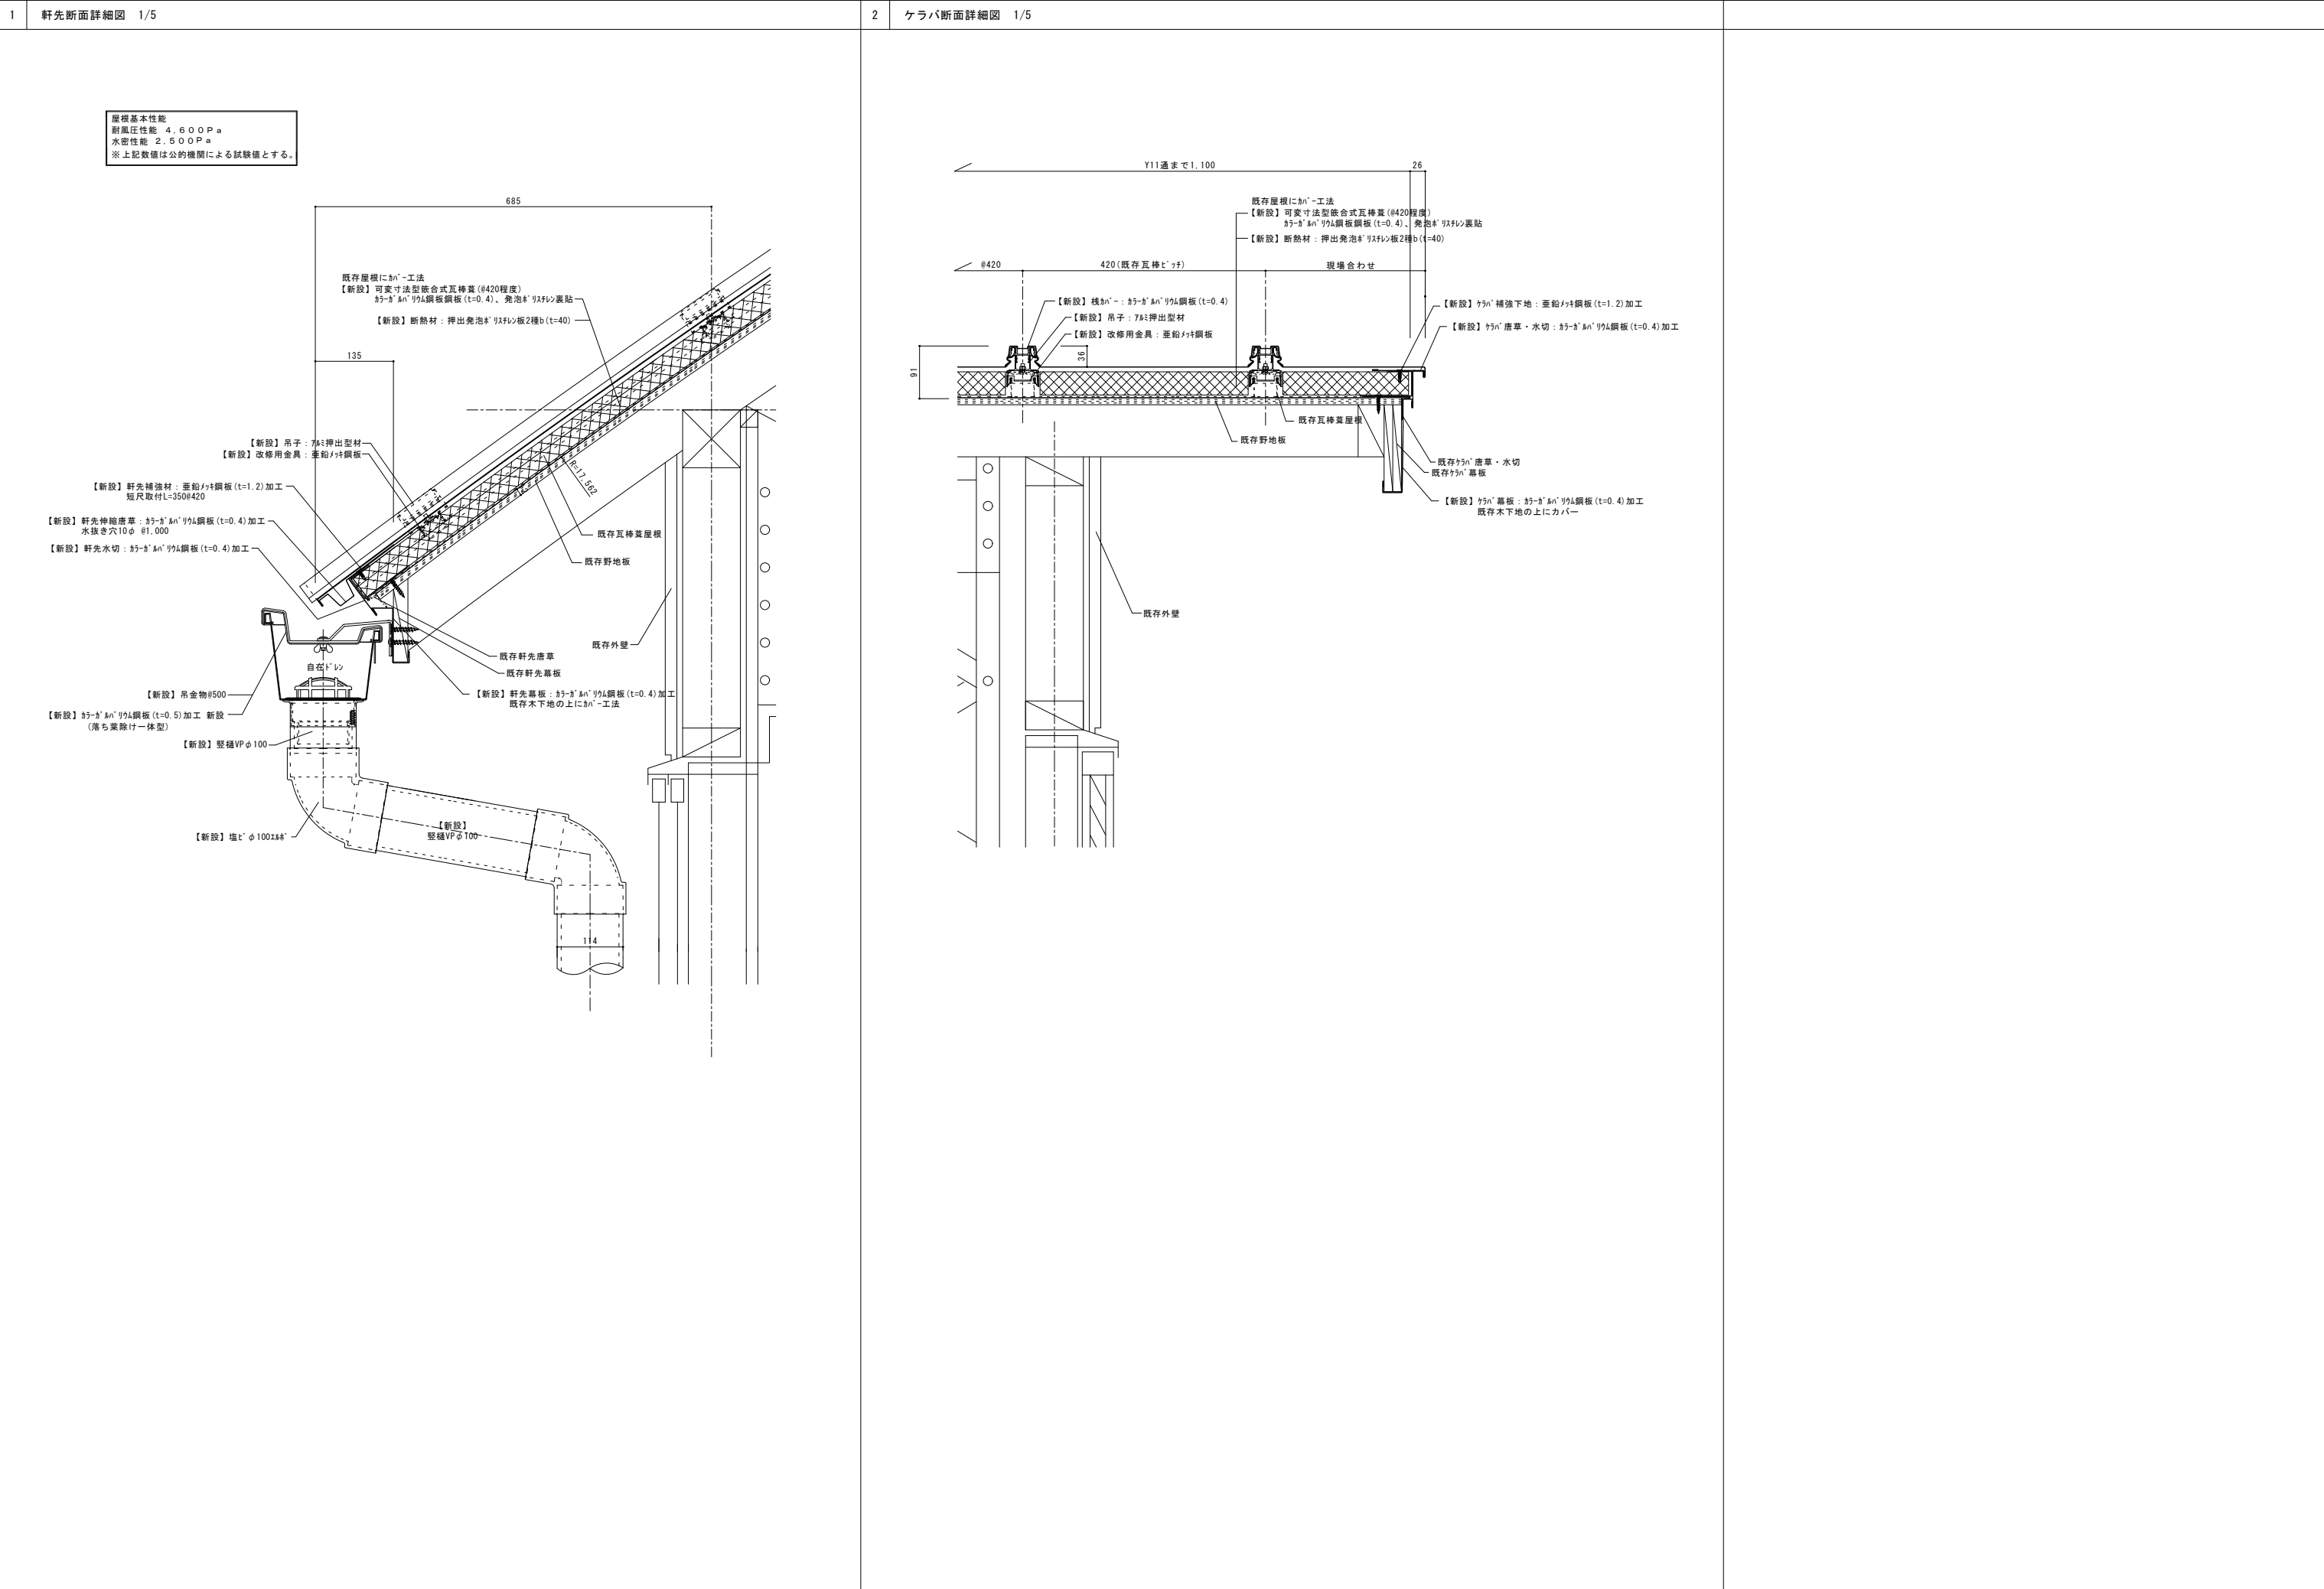 1 軒先断面詳細図 1/5
屋根基本性能
耐風圧性能 4,600Pa
水密性能 2,500Pa
※上記数値は公的機関による試験値とする。
685
既存屋根にｶﾊﾞｰ工法
【新設】可変寸法型嵌合式瓦棒葺(@420程度)
ｶﾗｰｶﾞﾙﾊﾞﾘｳﾑ鋼板鋼板(t=0.4)、発泡ﾎﾟﾘｽﾁﾚﾝ裏貼
【新設】断熱材：押出発泡ﾎﾟﾘｽﾁﾚﾝ板2種b(t=40)
135
【新設】吊子：ｱﾙﾐ押出型材
【新設】改修用金具：亜鉛ﾒｯｷ鋼板
R=17,562
【新設】軒先補強材：亜鉛ﾒｯｷ鋼板(t=1.2)加工
短尺取付L=350@420
【新設】軒先伸縮唐草：ｶﾗｰｶﾞﾙﾊﾞﾘｳﾑ鋼板(t=0.4)加工
水抜き穴10φ @1,000
【新設】軒先水切：ｶﾗｰｶﾞﾙﾊﾞﾘｳﾑ鋼板(t=0.4)加工
既存瓦棒葺屋根
既存野地板
既存外壁
既存軒先唐草
既存軒先幕板
【新設】軒先幕板：ｶﾗｰｶﾞﾙﾊﾞﾘｳﾑ鋼板(t=0.4)加工
既存木下地の上にｶﾊﾞｰ工法
自在ﾄﾞﾚﾝ
【新設】吊金物@500
【新設】ｶﾗｰｶﾞﾙﾊﾞﾘｳﾑ鋼板(t=0.5)加工 新設
(落ち葉除け一体型)
【新設】竪樋VPφ100
【新設】塩ﾋﾞφ100ｴﾙﾎﾞ
【新設】
竪樋VPφ100
114
2 ケラバ断面詳細図 1/5
Y11通まで1,100
26
既存屋根にｶﾊﾞｰ工法
【新設】可変寸法型嵌合式瓦棒葺(@420程度)
ｶﾗｰｶﾞﾙﾊﾞﾘｳﾑ鋼板鋼板(t=0.4)、発泡ﾎﾟﾘｽﾁﾚﾝ裏貼
【新設】断熱材：押出発泡ﾎﾟﾘｽﾁﾚﾝ板2種b(t=40)
@420
420(既存瓦棒ﾋﾟｯﾁ)
現場合わせ
【新設】桟ｶﾊﾞｰ：ｶﾗｰｶﾞﾙﾊﾞﾘｳﾑ鋼板(t=0.4)
【新設】吊子：ｱﾙﾐ押出型材
【新設】改修用金具：亜鉛ﾒｯｷ鋼板
【新設】ｹﾗﾊﾞ補強下地：亜鉛ﾒｯｷ鋼板(t=1.2)加工
【新設】ｹﾗﾊﾞ唐草・水切：ｶﾗｰｶﾞﾙﾊﾞﾘｳﾑ鋼板(t=0.4)加工
91
36
既存瓦棒葺屋根
既存野地板
既存ｹﾗﾊﾞ唐草・水切
既存ｹﾗﾊﾞ幕板
【新設】ｹﾗﾊﾞ幕板：ｶﾗｰｶﾞﾙﾊﾞﾘｳﾑ鋼板(t=0.4)加工
既存木下地の上にカバー
既存外壁